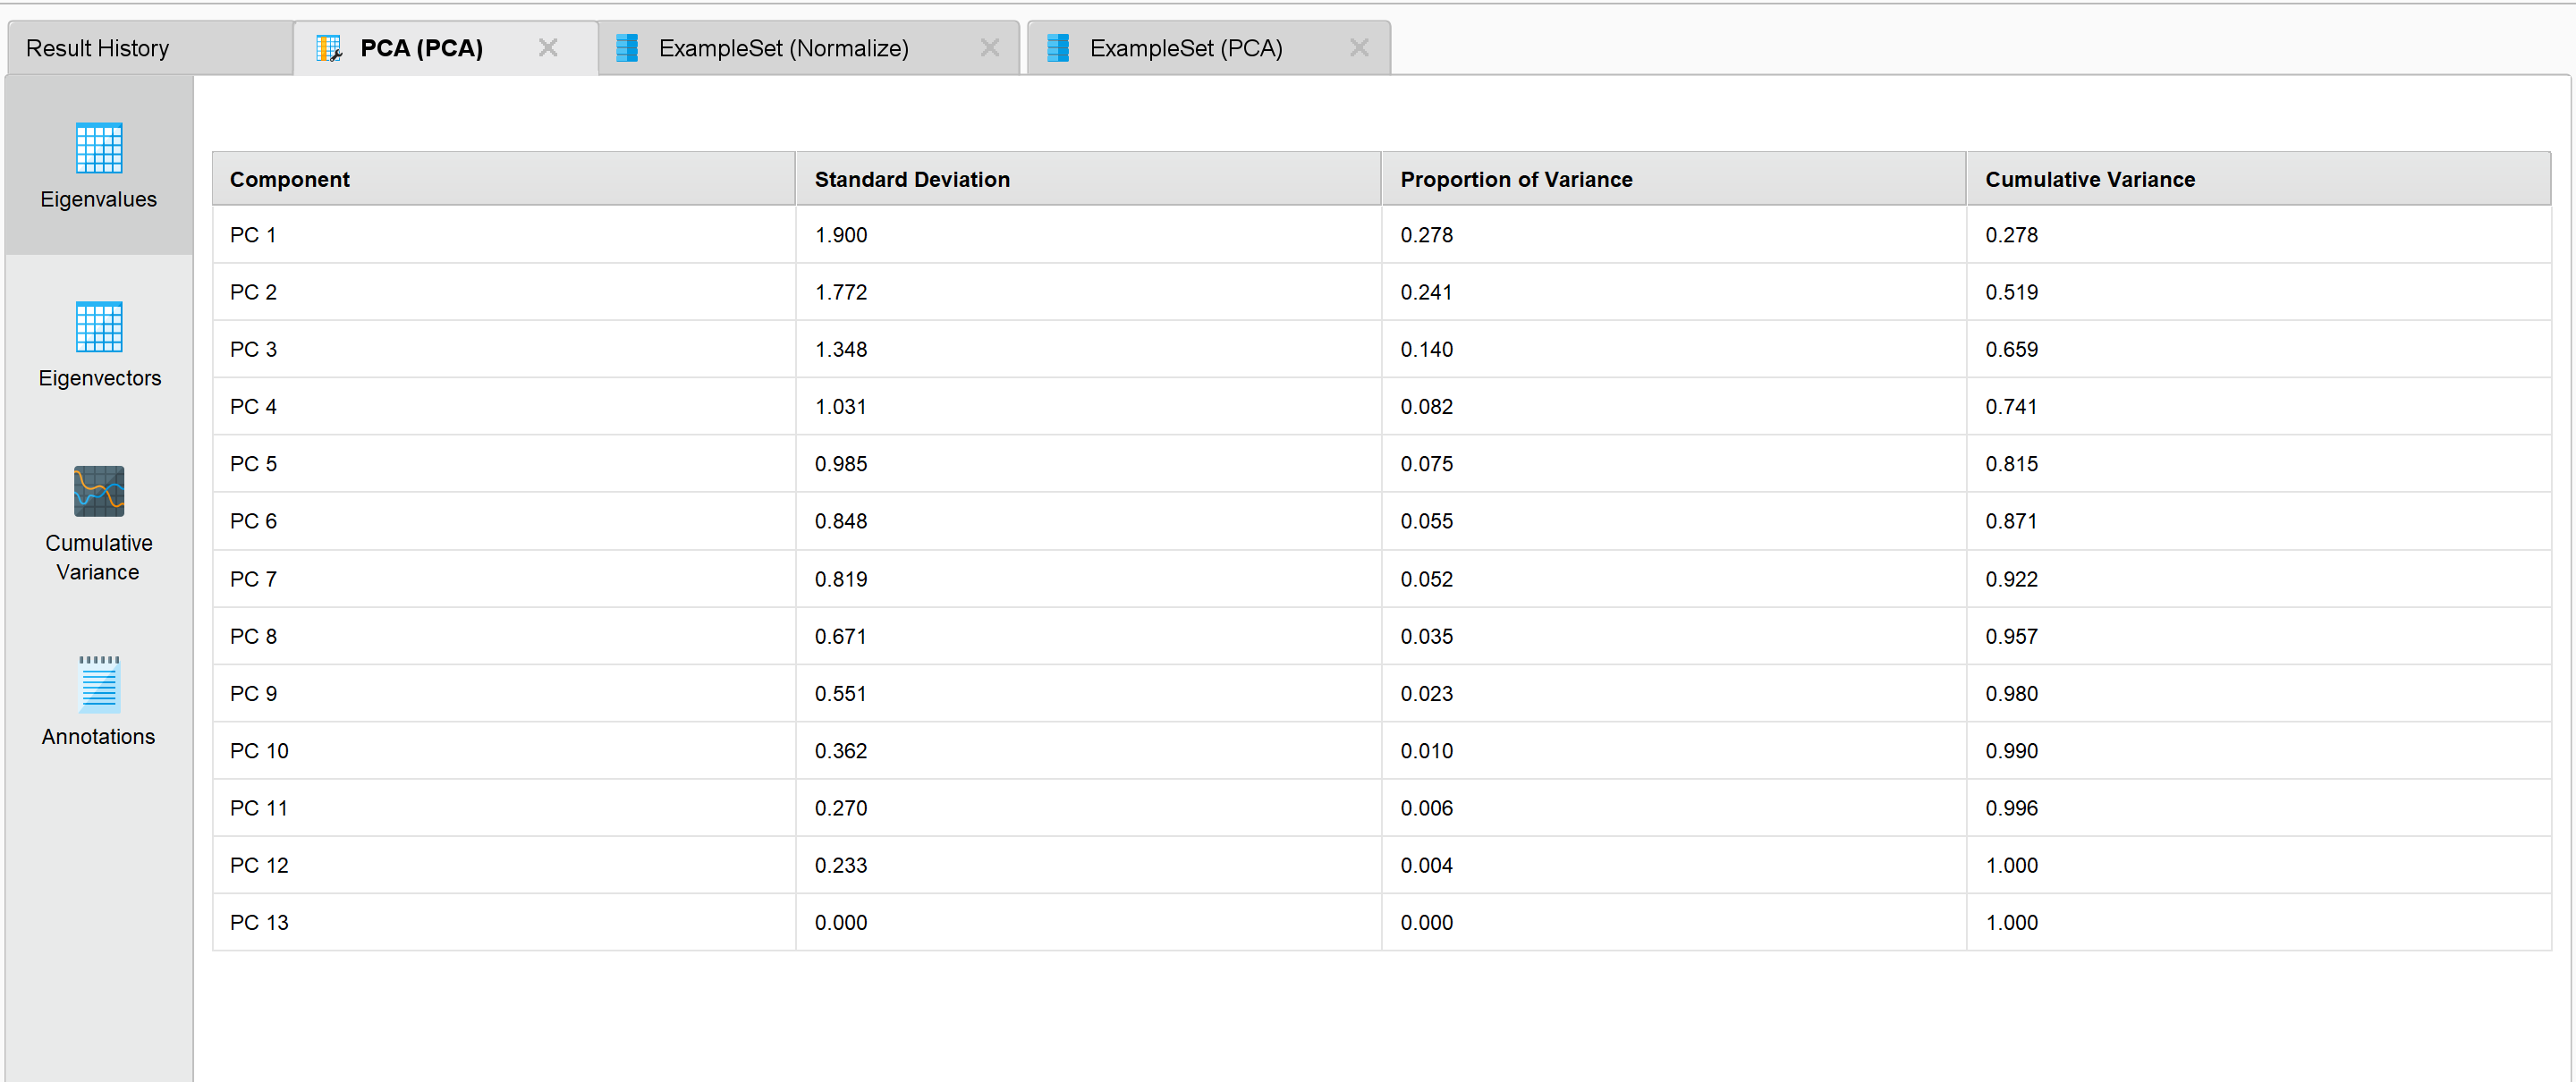 Result History
PCA (PCA)
ExampleSet (Normalize)
ExampleSet (PCA)
Eigenvalues
Eigenvectors
Cumulative
Variance
Annotations
Component Standard Deviation Proportion of Variance Cumulative Variance
PC 1 1.900 0.278 0.278
PC 2 1.772 0.241 0.519
PC 3 1.348 0.140 0.659
PC 4 1.031 0.082 0.741
PC 5 0.985 0.075 0.815
PC 6 0.848 0.055 0.871
PC 7 0.819 0.052 0.922
PC 8 0.671 0.035 0.957
PC 9 0.551 0.023 0.980
PC 10 0.362 0.010 0.990
PC 11 0.270 0.006 0.996
PC 12 0.233 0.004 1.000
PC 13 0.000 0.000 1.000